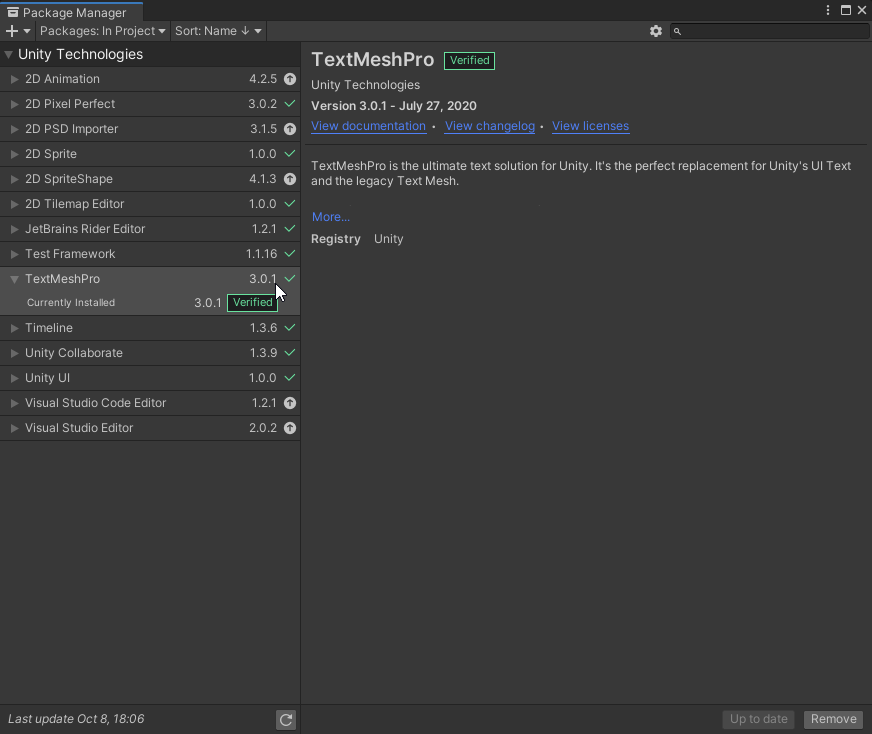 Package Manager
Packages: In Project Sort: Name ↓
Unity Technologies
2D Animation 4.2.5
2D Pixel Perfect 3.0.2
2D PSD Importer 3.1.5
2D Sprite 1.0.0
2D SpriteShape 4.1.3
2D Tilemap Editor 1.0.0
JetBrains Rider Editor 1.2.1
Test Framework 1.1.16
TextMeshPro 3.0.1
Currently Installed 3.0.1 Verified
Timeline 1.3.6
Unity Collaborate 1.3.9
Unity UI 1.0.0
Visual Studio Code Editor 1.2.1
Visual Studio Editor 2.0.2
Last update Oct 8, 18:06
TextMeshPro Verified
Unity Technologies
Version 3.0.1 - July 27, 2020
View documentation • View changelog • View licenses
TextMeshPro is the ultimate text solution for Unity. It's the perfect replacement for Unity's UI Text
and the legacy Text Mesh.
More...
Registry Unity
Up to date Remove